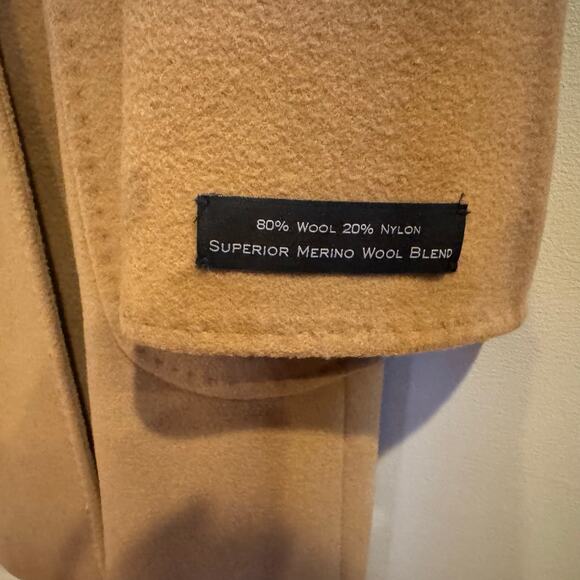 80% Wool 20% Nylon
Superior Merino Wool Blend